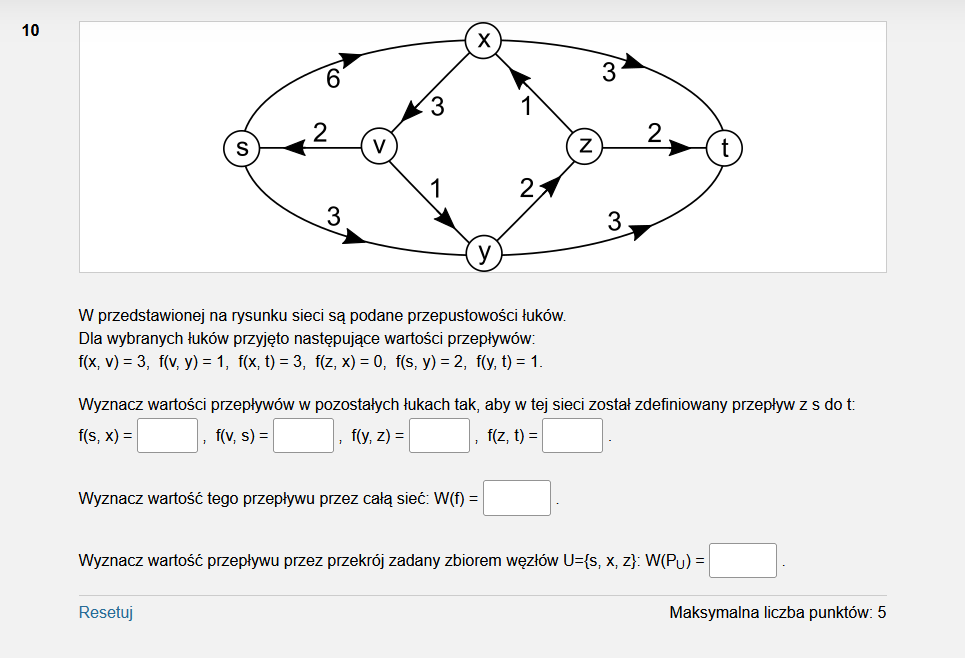 10
x
6
3
3
1
s
2
v
z
2
t
1
2
3
3
y
W przedstawionej na rysunku sieci są podane przepustowości łuków.
Dla wybranych łuków przyjęto następujące wartości przepływów:
f(x, v) = 3, f(v, y) = 1, f(x, t) = 3, f(z, x) = 0, f(s, y) = 2, f(y, t) = 1.
Wyznacz wartości przepływów w pozostałych łukach tak, aby w tej sieci został zdefiniowany przepływ z s do t:
f(s, x) = , f(v, s) = , f(y, z) = , f(z, t) = .
Wyznacz wartość tego przepływu przez całą sieć: W(f) = .
Wyznacz wartość przepływu przez przekrój zadany zbiorem węzłów U={s, x, z}: W(PU) = .
Resetuj Maksymalna liczba punktów: 5